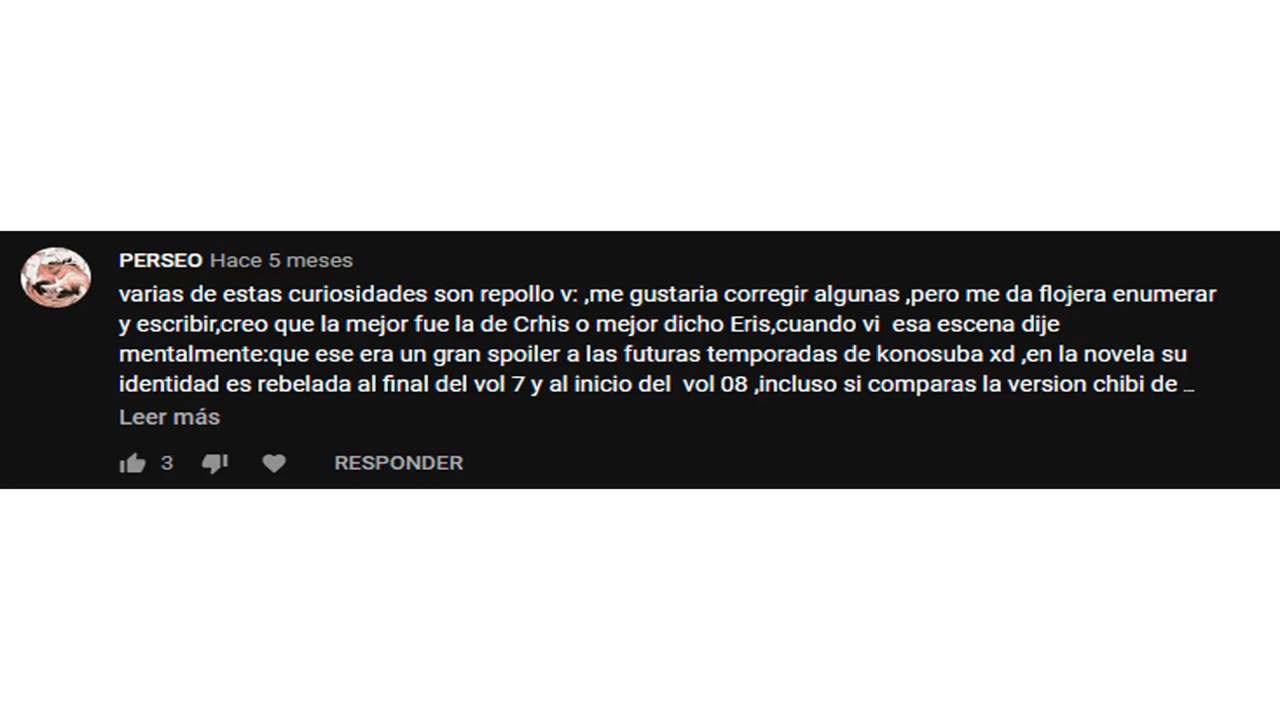 PERSEO Hace 5 meses
varias de estas curiosidades son repollo v: ,me gustaria corregir algunas ,pero me da flojera enumerar
y escribir,creo que la mejor fue la de Crhis o mejor dicho Eris,cuando vi  esa escena dije
mentalmente:que ese era un gran spoiler a las futuras temporadas de konosuba xd ,en la novela su
identidad es rebelada al final del vol 7 y al inicio del  vol 08 ,incluso si comparas la version chibi de ...
Leer más
3 RESPONDER